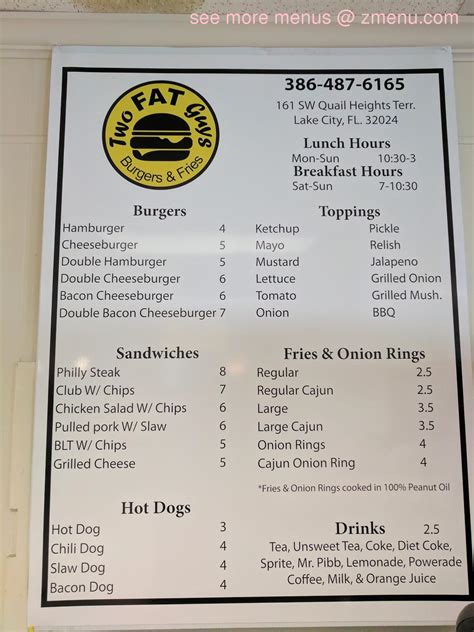 see more menus @ zmenu.com
TWO FAT GUYS
Burgers & Fries
386-487-6165
161 SW Quail Heights Terr.
Lake City, FL. 32024
Lunch Hours
Mon-Sun 10:30-3
Breakfast Hours
Sat-Sun 7-10:30
Burgers
Hamburger 4
Cheeseburger 5
Double Hamburger 5
Double Cheeseburger 6
Bacon Cheeseburger 6
Double Bacon Cheeseburger 7
Toppings
Ketchup Pickle
Mayo Relish
Mustard Jalapeno
Lettuce Grilled Onion
Tomato Grilled Mush.
Onion BBQ
Sandwiches
Philly Steak 8
Club W/ Chips 7
Chicken Salad W/ Chips 6
Pulled pork W/ Slaw 6
BLT W/ Chips 5
Grilled Cheese 5
Fries & Onion Rings
Regular 2.5
Regular Cajun 2.5
Large 3.5
Large Cajun 3.5
Onion Rings 4
Cajun Onion Ring 4
*Fries & Onion Rings cooked in 100% Peanut Oil
Hot Dogs
Hot Dog 3
Chili Dog 4
Slaw Dog 4
Bacon Dog 4
Drinks 2.5
Tea, Unsweet Tea, Coke, Diet Coke,
Sprite, Mr. Pibb, Lemonade, Powerade
Coffee, Milk, & Orange Juice